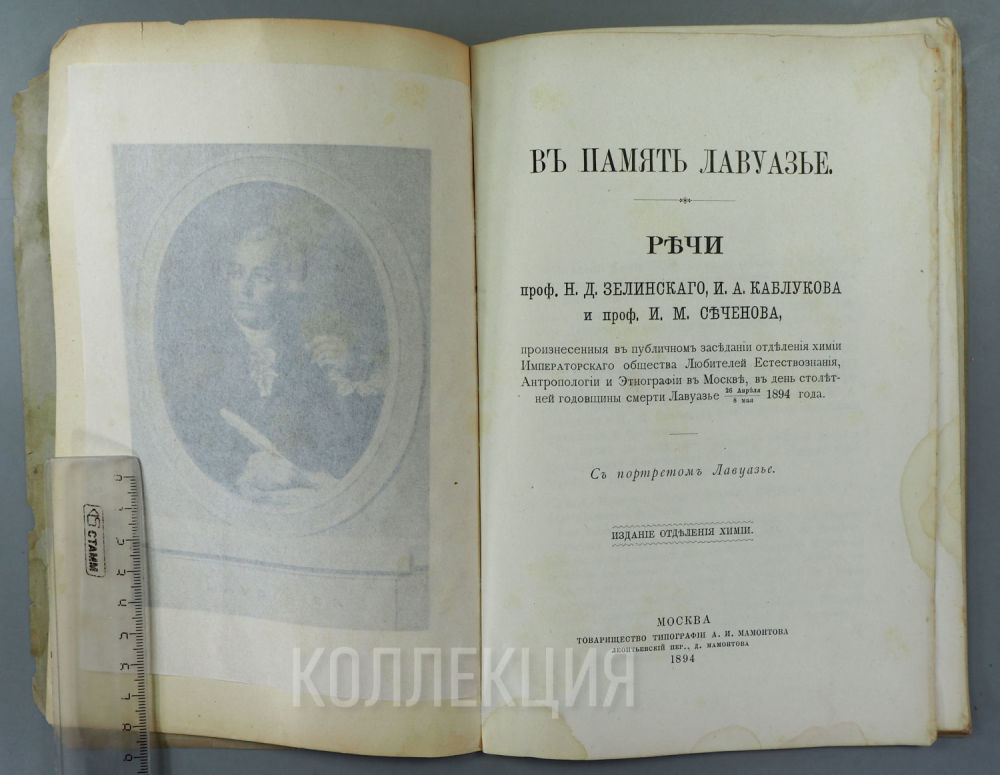 ВЪ ПАМЯТЬ ЛАВУАЗЬЕ.
РѢЧИ
проф. Н. Д. ЗЕЛИНСКАГО, И. А. КАБЛУКОВА
и проф. И. М. СѢЧЕНОВА,
произнесенныя въ публичномъ засѣданіи отдѣленія химіи
Императорскаго общества Любителей Естествознанія,
Антропологіи и Этнографіи въ Москвѣ, въ день столѣт-
ней годовщины смерти Лавуазье 26 Апрѣля / 8 мая 1894 года.
Съ портретомъ Лавуазье.
ИЗДАНІЕ ОТДѢЛЕНІЯ ХИМІИ.
МОСКВА
ТОВАРИЩЕСТВО ТИПОГРАФІИ А. И. МАМОНТОВА
ЛЕОНТЬЕВСКІЙ ПЕР., Д. МАМОНТОВА
1894
КОЛЛЕКЦИЯ
СТАММ